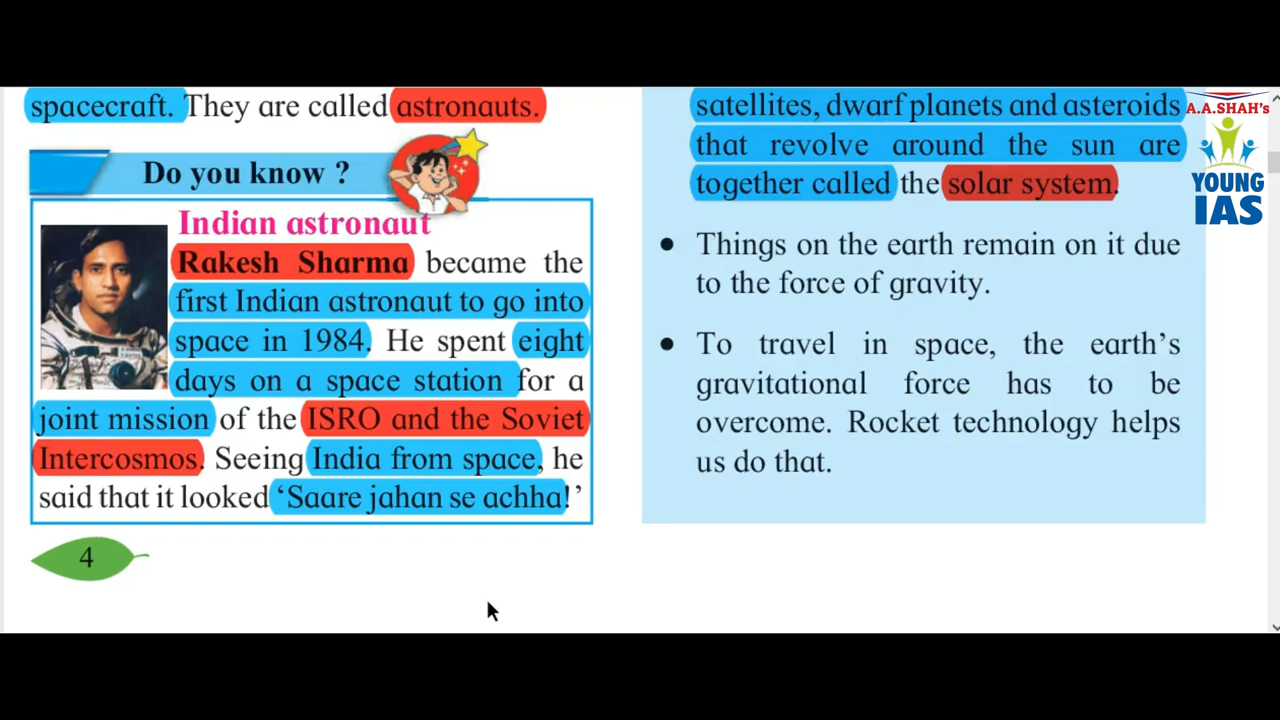 spacecraft. They are called astronauts.
Do you know ?
Indian astronaut
Rakesh Sharma became the
first Indian astronaut to go into
space in 1984. He spent eight
days on a space station for a
joint mission of the ISRO and the Soviet
Intercosmos. Seeing India from space, he
said that it looked ‘Saare jahan se achha!’
4
satellites, dwarf planets and asteroids
that revolve around the sun are
together called the solar system.
• Things on the earth remain on it due
to the force of gravity.
• To travel in space, the earth’s
gravitational force has to be
overcome. Rocket technology helps
us do that.
A.A.SHAH's
YOUNG
IAS